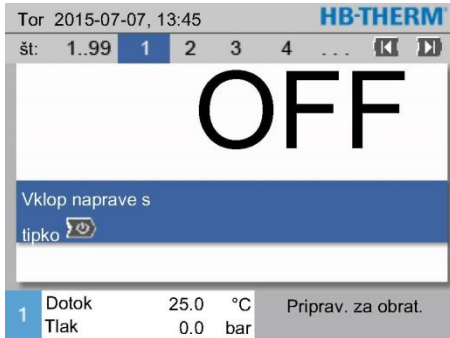 Tor 2015-07-07, 13:45 HB-THERM®
št: 1..99 1 2 3 4 ...
OFF
Vklop naprave s
tipko
1 Dotok 25.0 °C Priprav. za obrat.
Tlak 0.0 bar